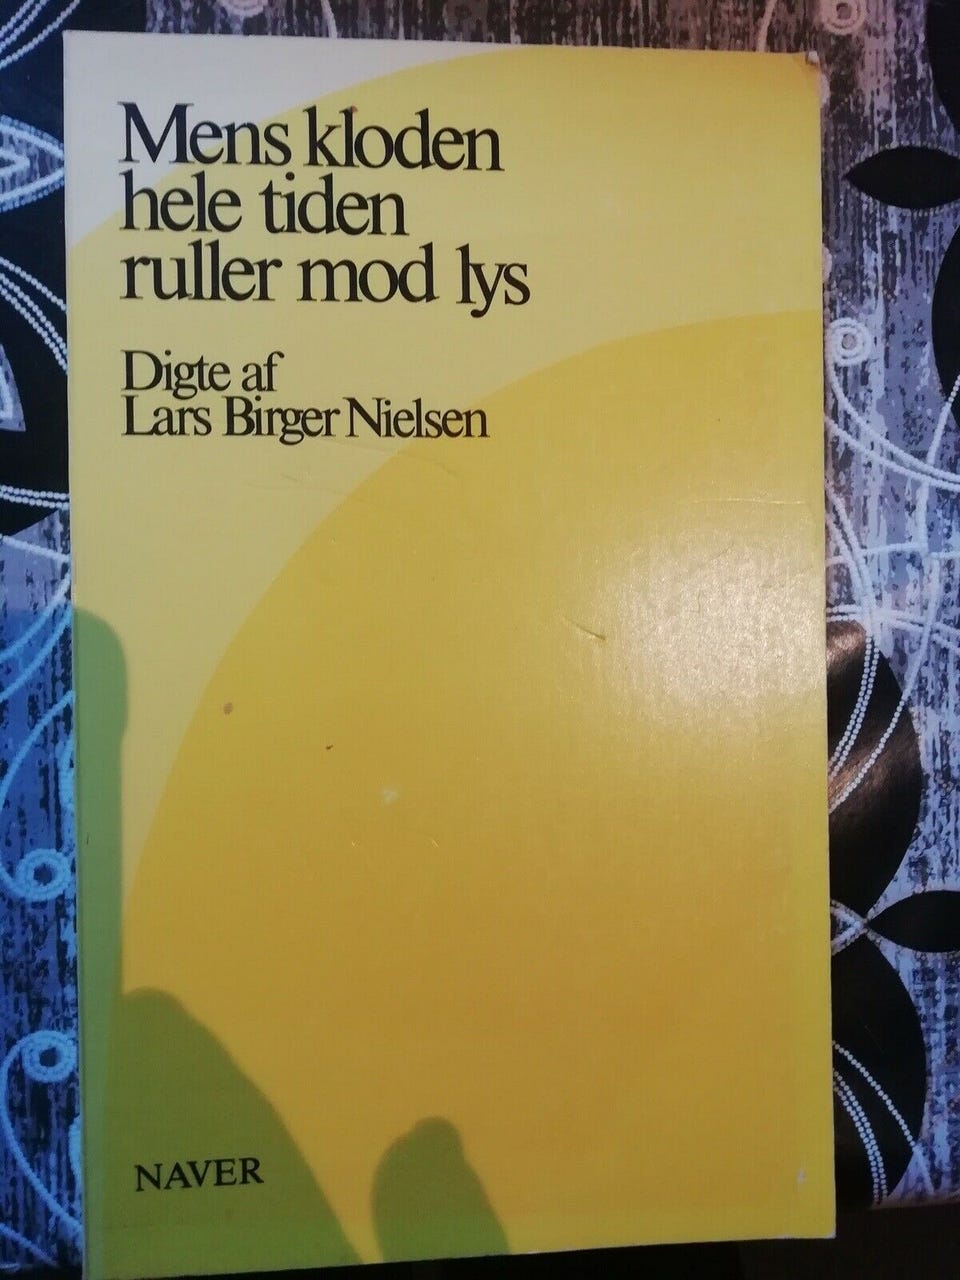 Mens kloden
hele tiden
ruller mod lys
Digte af
Lars Birger Nielsen
NAVER